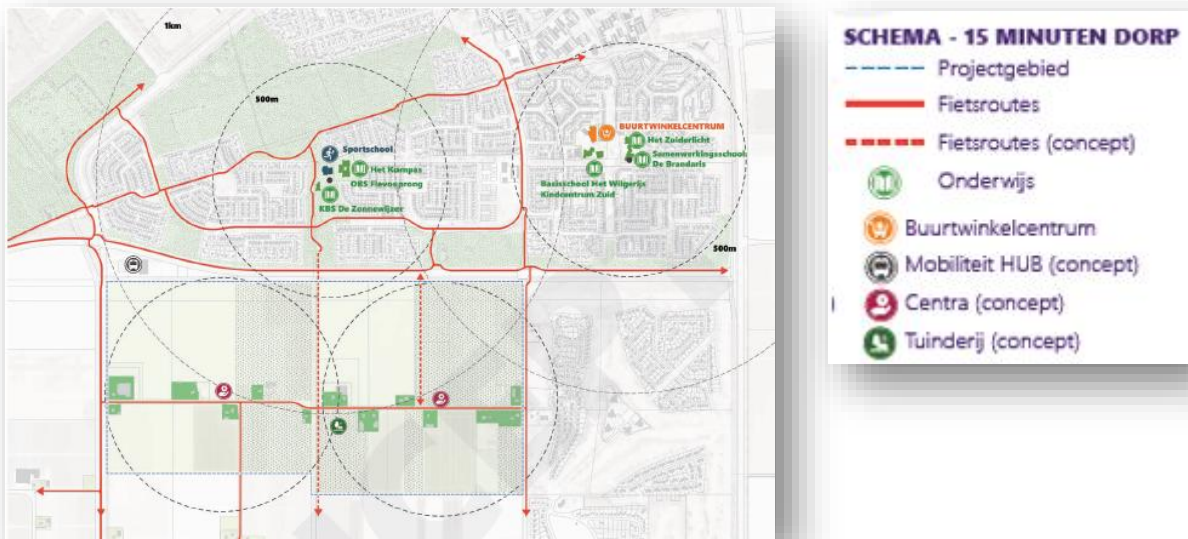 1km
500m
BUURTWINKELCENTRUM
Het Zuiderlicht
Sportschool
Samenwerkingsschool
De Brandaris
Het Kompas
OBS Flevosprong
Basisschool Het Wilgerijs
Kindcentrum Zuid
KBS De Zonnewijzer
500m
SCHEMA - 15 MINUTEN DORP
Projectgebied
Fietsroutes
Fietsroutes (concept)
Onderwijs
Buurtwinkelcentrum
Mobiliteit HUB (concept)
Centra (concept)
Tuinderij (concept)